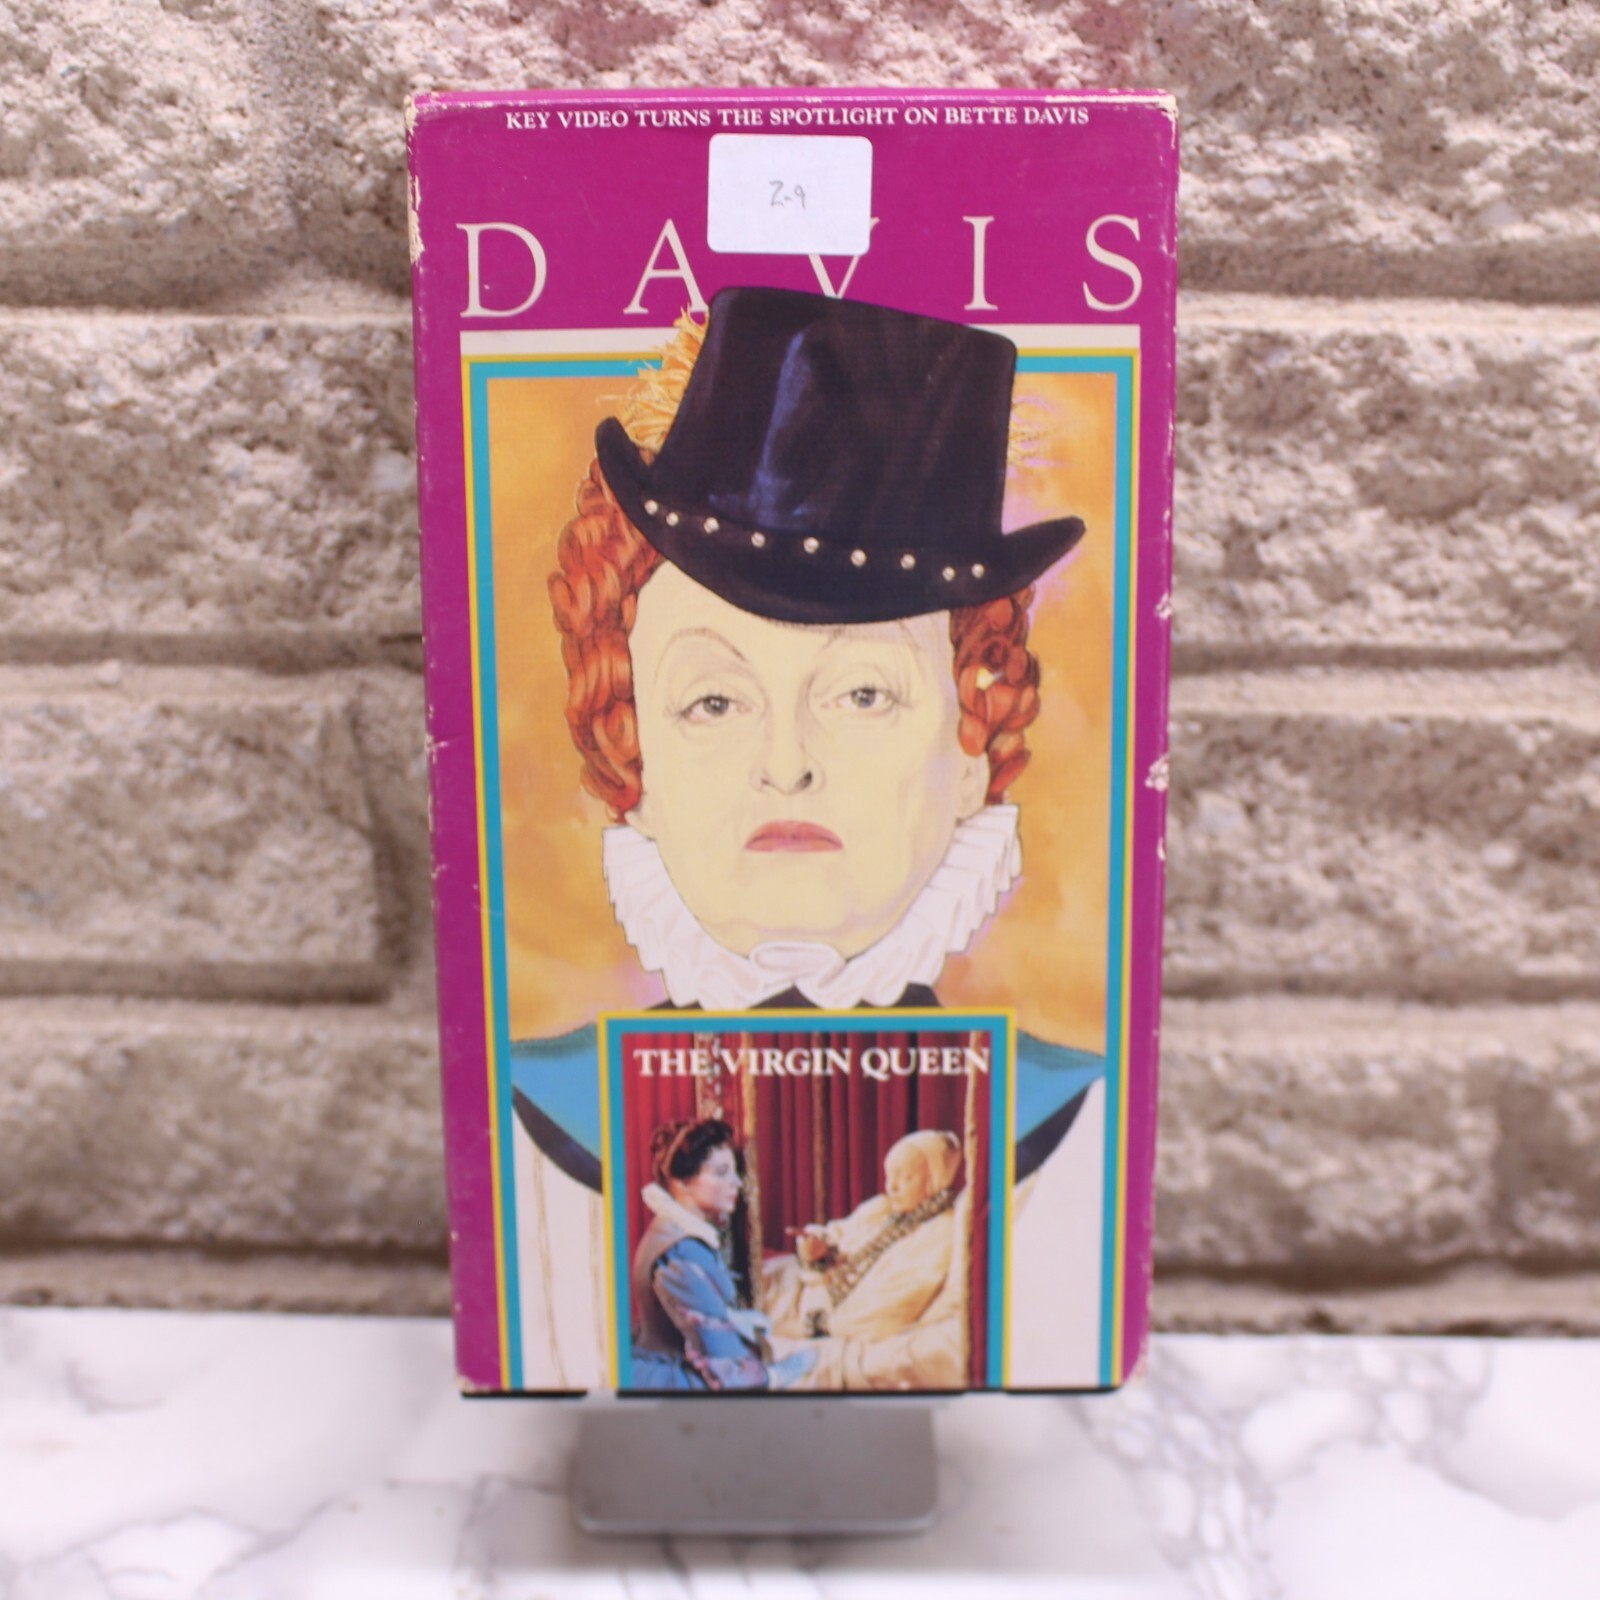 KEY VIDEO TURNS THE SPOTLIGHT ON BETTE DAVIS
2-9
DAVIS
THE VIRGIN QUEEN